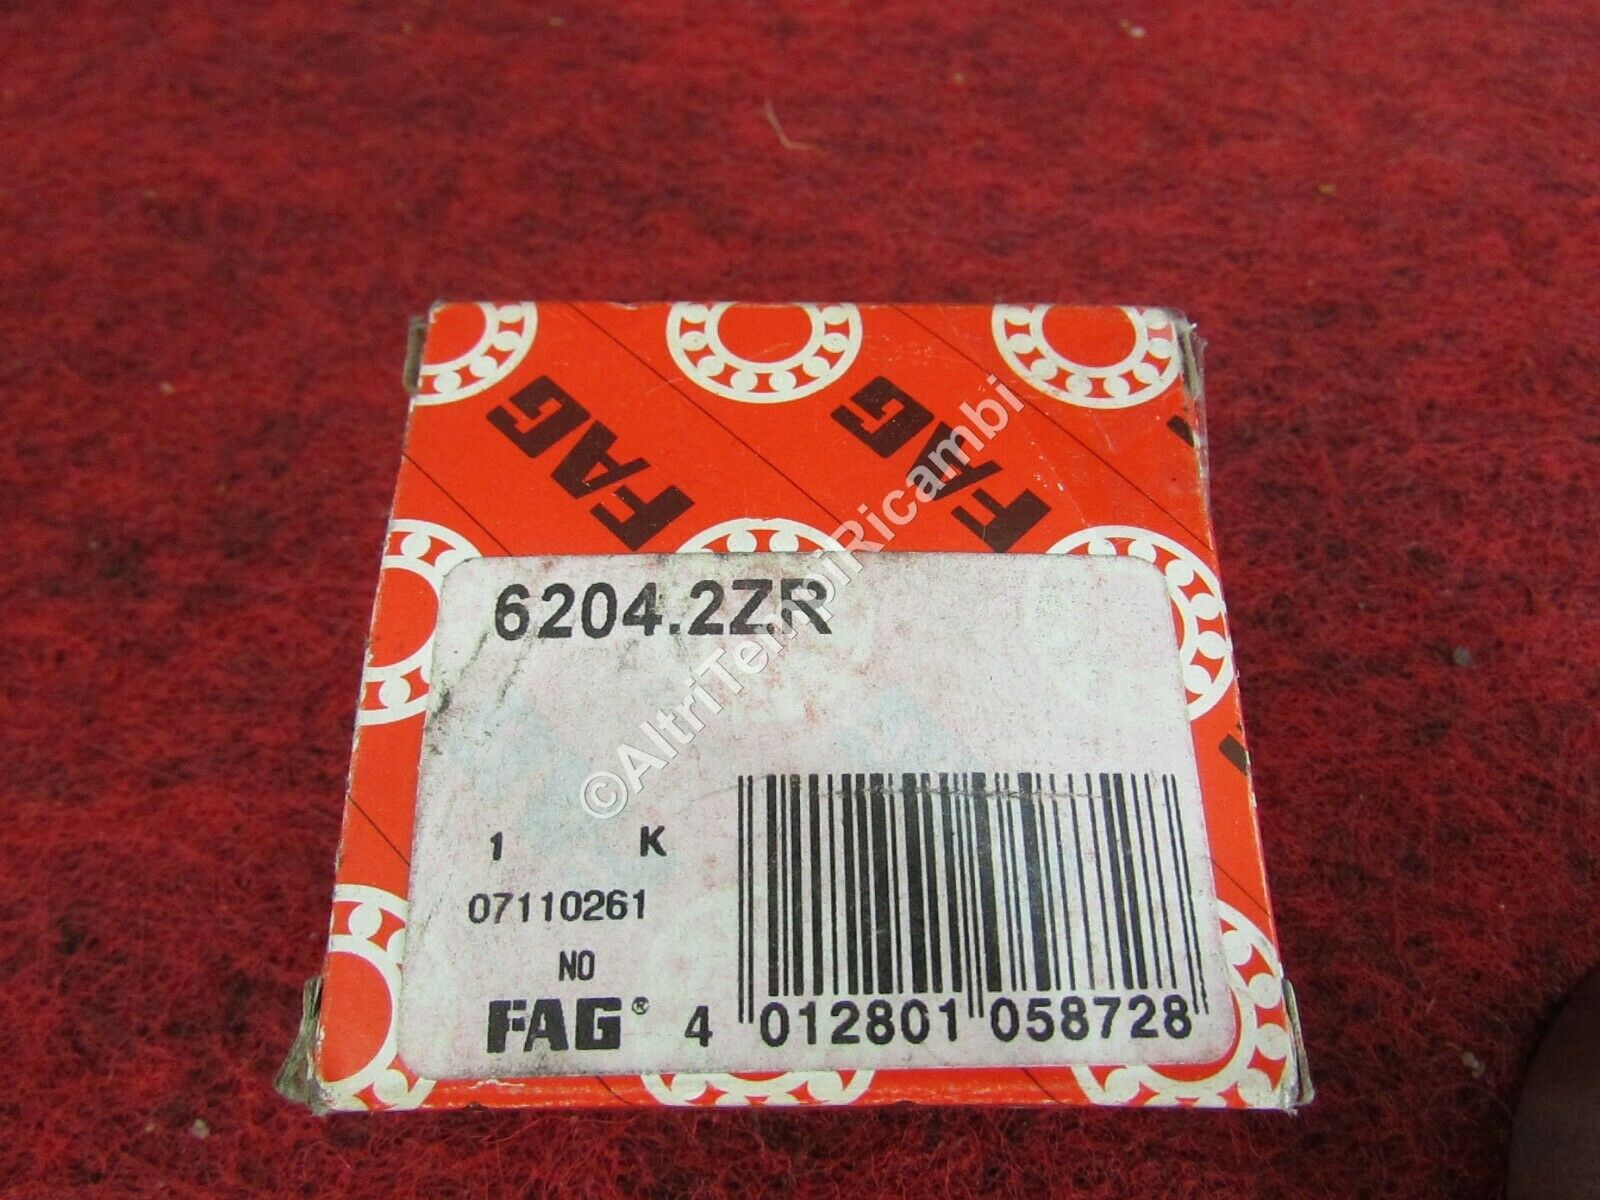 FAG
FAG
6204.2ZR
©AltriTempiRicambi
1 K
07110261
NO
FAG® 4 012801 058728